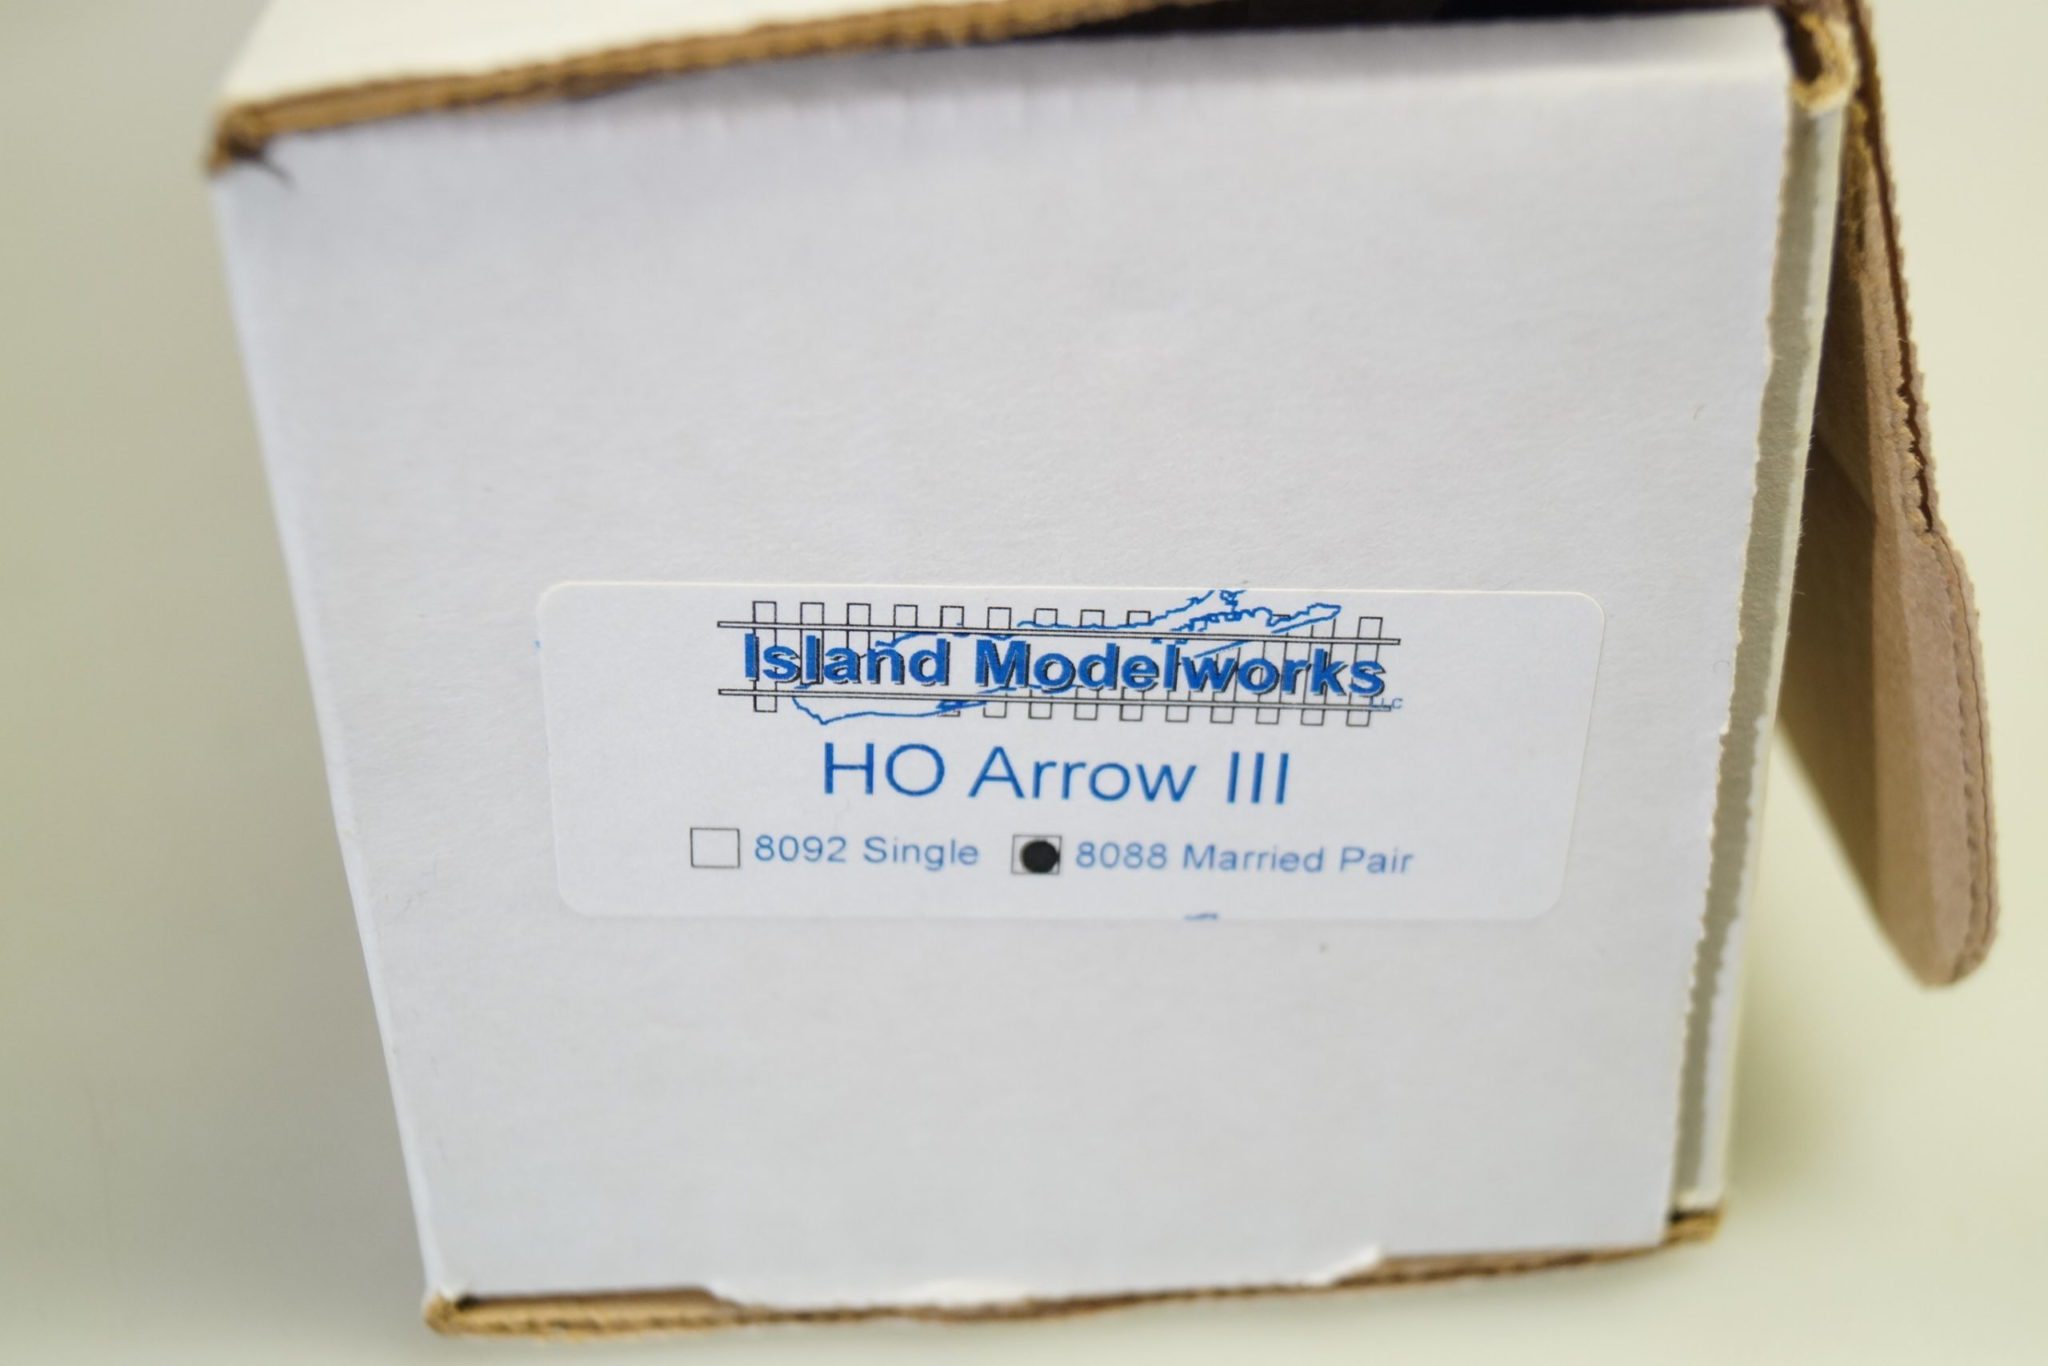 Island Modelworks
LLC
HO Arrow III
8092 Single 8088 Married Pair